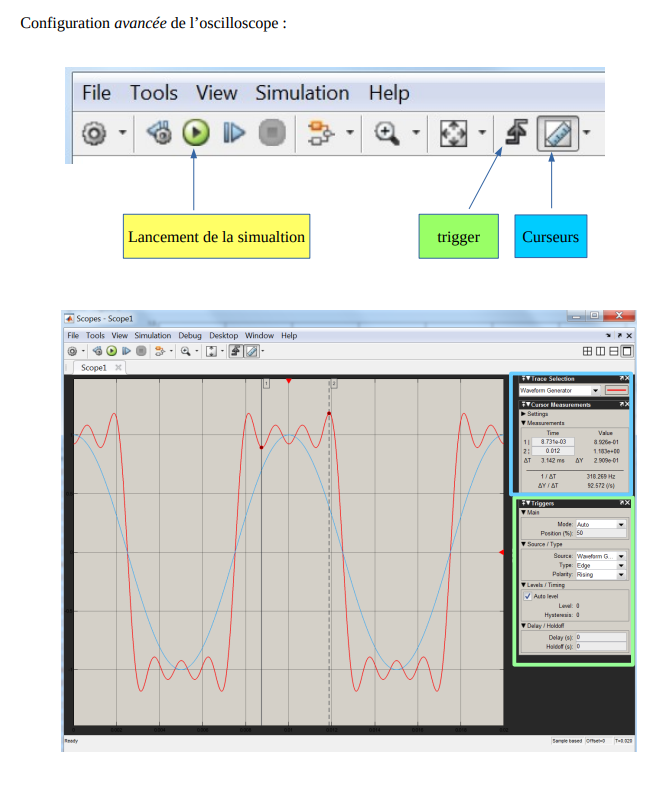 Configuration avancée de l’oscilloscope :
File Tools View Simulation Help
Lancement de la simualtion
trigger
Curseurs
Scopes - Scope1
File Tools View Simulation Debug Desktop Window Help
Scope1
1
2
Trace Selection
Waveform Generator
Cursor Measurements
Settings
Measurements
Time Value
1 | 8.731e-03 8.926e-01
2 | 0.012 1.183e+00
ΔT 3.142 ms ΔY 2.909e-01
1 / ΔT 318.269 Hz
ΔY / ΔT 92.572 (/s)
Triggers
Main
Mode: Auto
Position (%): 50
Source / Type
Source: Waveform G...
Type: Edge
Polarity: Rising
Levels / Timing
Auto level
Level: 0
Hysteresis: 0
Delay / Holdoff
Delay (s): 0
Holdoff (s): 0
Ready
Sample based Offset=0 T=0.020